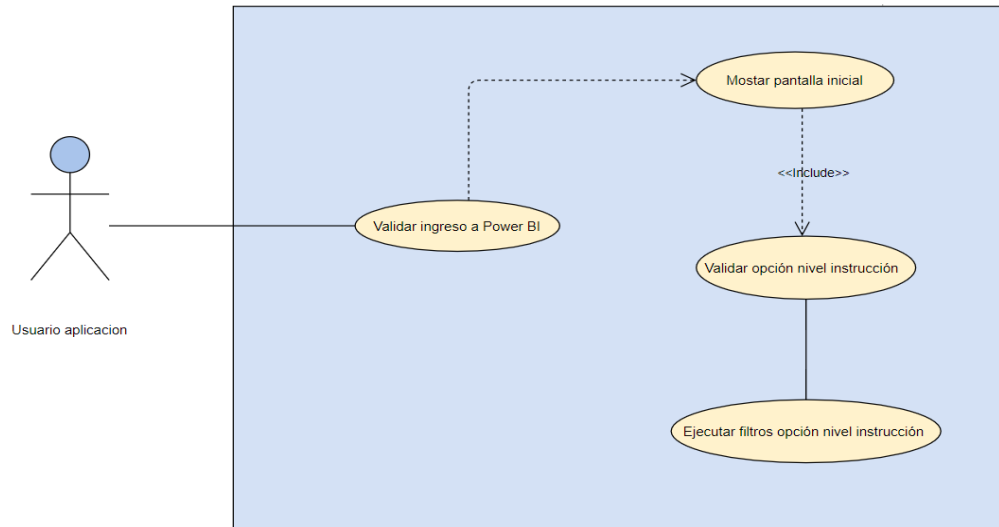 Mostar pantalla inicial
<<Include>>
Validar ingreso a Power BI
Validar opción nivel instrucción
Usuario aplicacion
Ejecutar filtros opción nivel instrucción